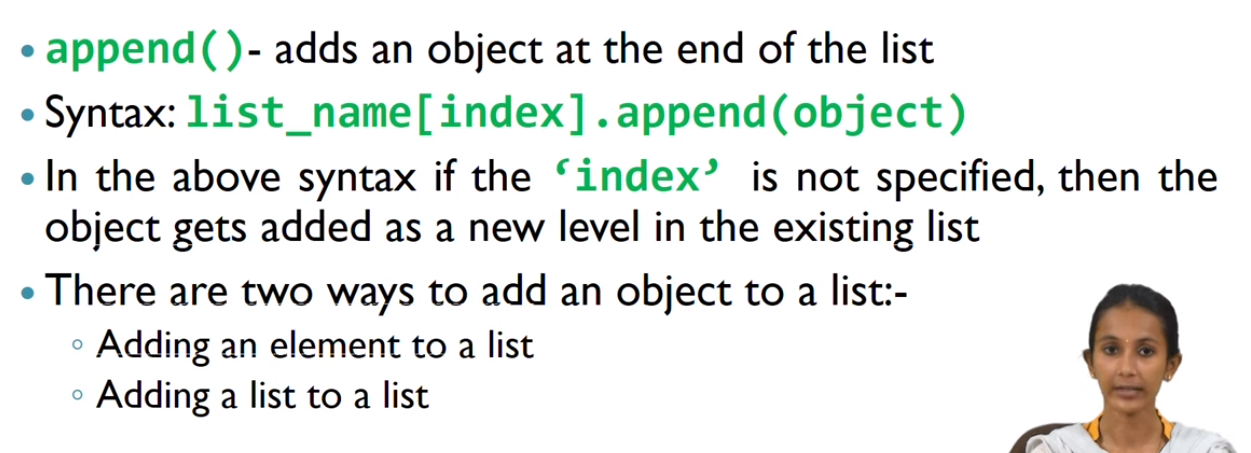 • append()- adds an object at the end of the list
• Syntax: list_name[index].append(object)
• In the above syntax if the ‘index’ is not specified, then the
object gets added as a new level in the existing list
• There are two ways to add an object to a list:-
◦ Adding an element to a list
◦ Adding a list to a list